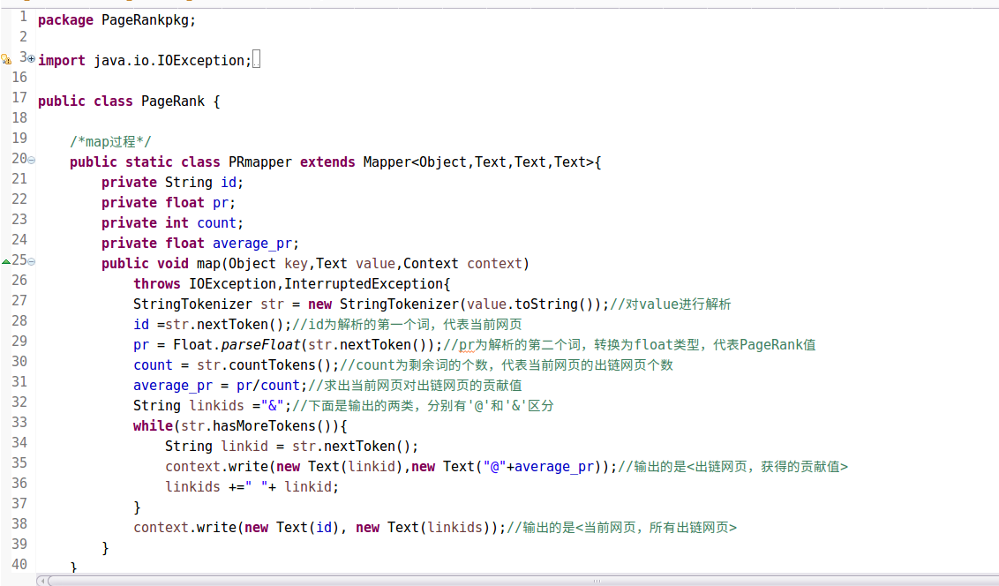 1 package PageRankpkg;
2
3 import java.io.IOException;
16
17 public class PageRank {
18
19 /*map过程*/
20 public static class PRmapper extends Mapper<Object,Text,Text,Text>{
21 private String id;
22 private float pr;
23 private int count;
24 private float average_pr;
25 public void map(Object key,Text value,Context context)
26 throws IOException,InterruptedException{
27 StringTokenizer str = new StringTokenizer(value.toString());//对value进行解析
28 id =str.nextToken();//id为解析的第一个词，代表当前网页
29 pr = Float.parseFloat(str.nextToken());//pr为解析的第二个词，转换为float类型，代表PageRank值
30 count = str.countTokens();//count为剩余词的个数，代表当前网页的出链网页个数
31 average_pr = pr/count;//求出当前网页对出链网页的贡献值
32 String linkids ="&";//下面是输出的两类，分别有'@'和'&'区分
33 while(str.hasMoreTokens()){
34 String linkid = str.nextToken();
35 context.write(new Text(linkid),new Text("@"+average_pr));//输出的是<出链网页，获得的贡献值>
36 linkids +=" "+ linkid;
37 }
38 context.write(new Text(id), new Text(linkids));//输出的是<当前网页，所有出链网页>
39 }
40 }